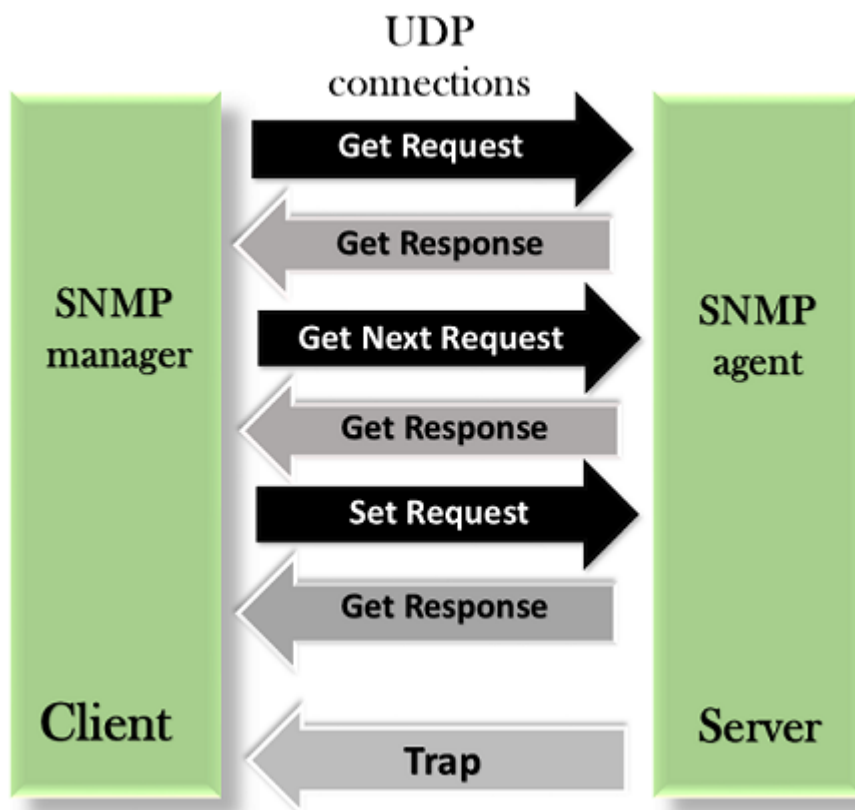 UDP
connections
Get Request
Get Response
SNMP
manager
Get Next Request
SNMP
agent
Get Response
Set Request
Get Response
Client
Server
Trap